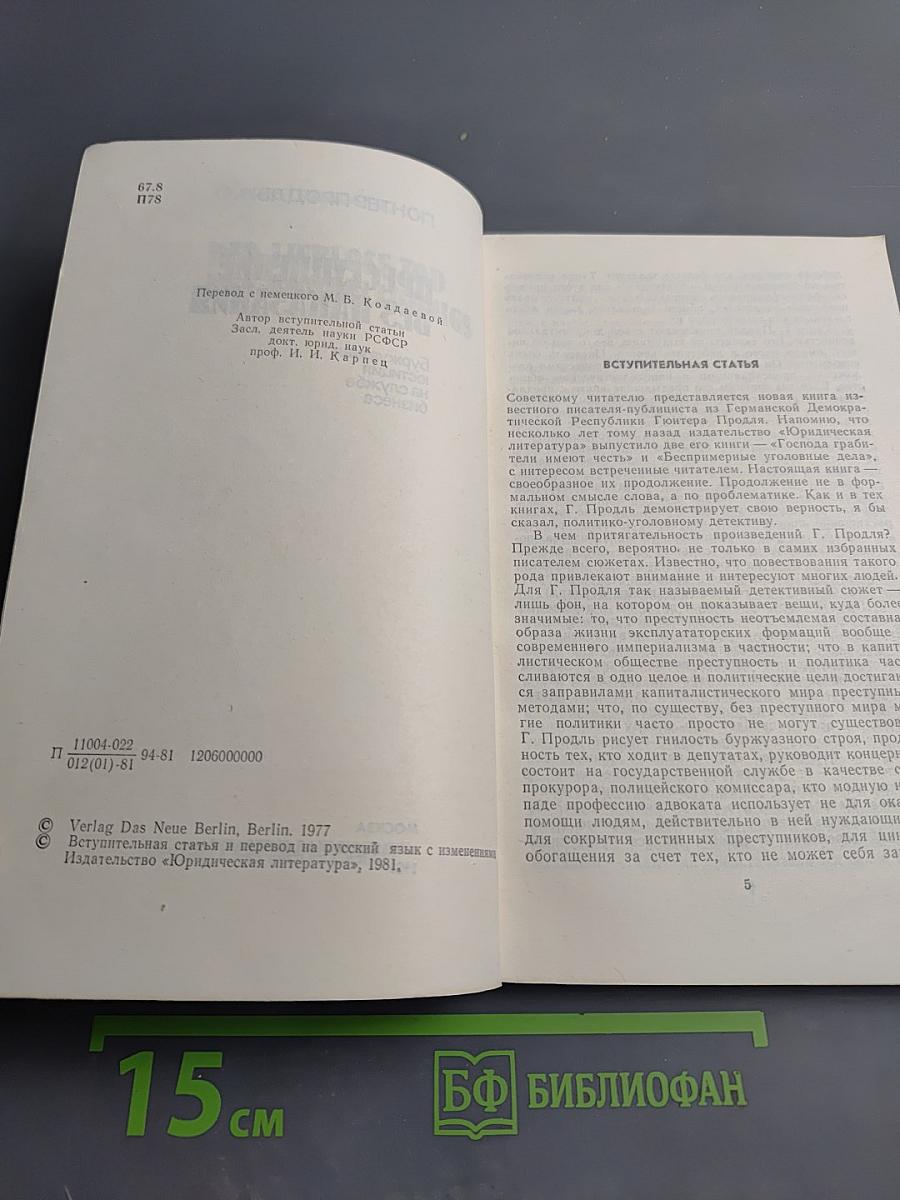 67.8
П78
Перевод с немецкого М. Б. Колдаевой
Автор вступительной статьи
Засл. деятель науки РСФСР
докт. юрид. наук
проф. И. И. Карпец
П 11004-022 94-81 1206000000
012(01)-81
© Verlag Das Neue Berlin, Berlin. 1977
© Вступительная статья и перевод на русский язык с изменениями
Издательство «Юридическая литература», 1981.
ВСТУПИТЕЛЬНАЯ СТАТЬЯ
Советскому читателю представляется новая книга из-
вестного писателя-публициста из Германской Демокра-
тической Республики Гюнтера Продля. Напомню, что
несколько лет тому назад издательство «Юридическая
литература» выпустило две его книги — «Господа граби-
тели имеют честь» и «Беспримерные уголовные дела»,
с интересом встреченные читателем. Настоящая книга —
своеобразное их продолжение. Продолжение не в фор-
мальном смысле слова, а по проблематике. Как и в тех
книгах, Г. Продль демонстрирует свою верность, я бы
сказал, политико-уголовному детективу.
В чем притягательность произведений Г. Продля?
Прежде всего, вероятно, не только в самих избранных
писателем сюжетах. Известно, что повествования такого
рода привлекают внимание и интересуют многих людей.
Для Г. Продля так называемый детективный сюжет —
лишь фон, на котором он показывает вещи, куда более
значимые: то, что преступность неотъемлемая составна
образа жизни эксплуататорских формаций вообще
современного империализма в частности; что в капит
листическом обществе преступность и политика час
сливаются в одно целое и политические цели достига
ся заправилами капиталистического мира преступны
методами; что, по существу, без преступного мира м
гие политики часто просто не могут существов
Г. Продль рисует гнилость буржуазного строя, прод
ность тех, кто ходит в депутатах, руководит концерн
состоит на государственной службе в качестве с
прокурора, полицейского комиссара, кто модную н
паде профессию адвоката использует не для ока
помощи людям, действительно в ней нуждающи
для сокрытия истинных преступников, для цин
обогащения за счет тех, кто не может себя за
5
15 см
БФ БИБЛИОФАН